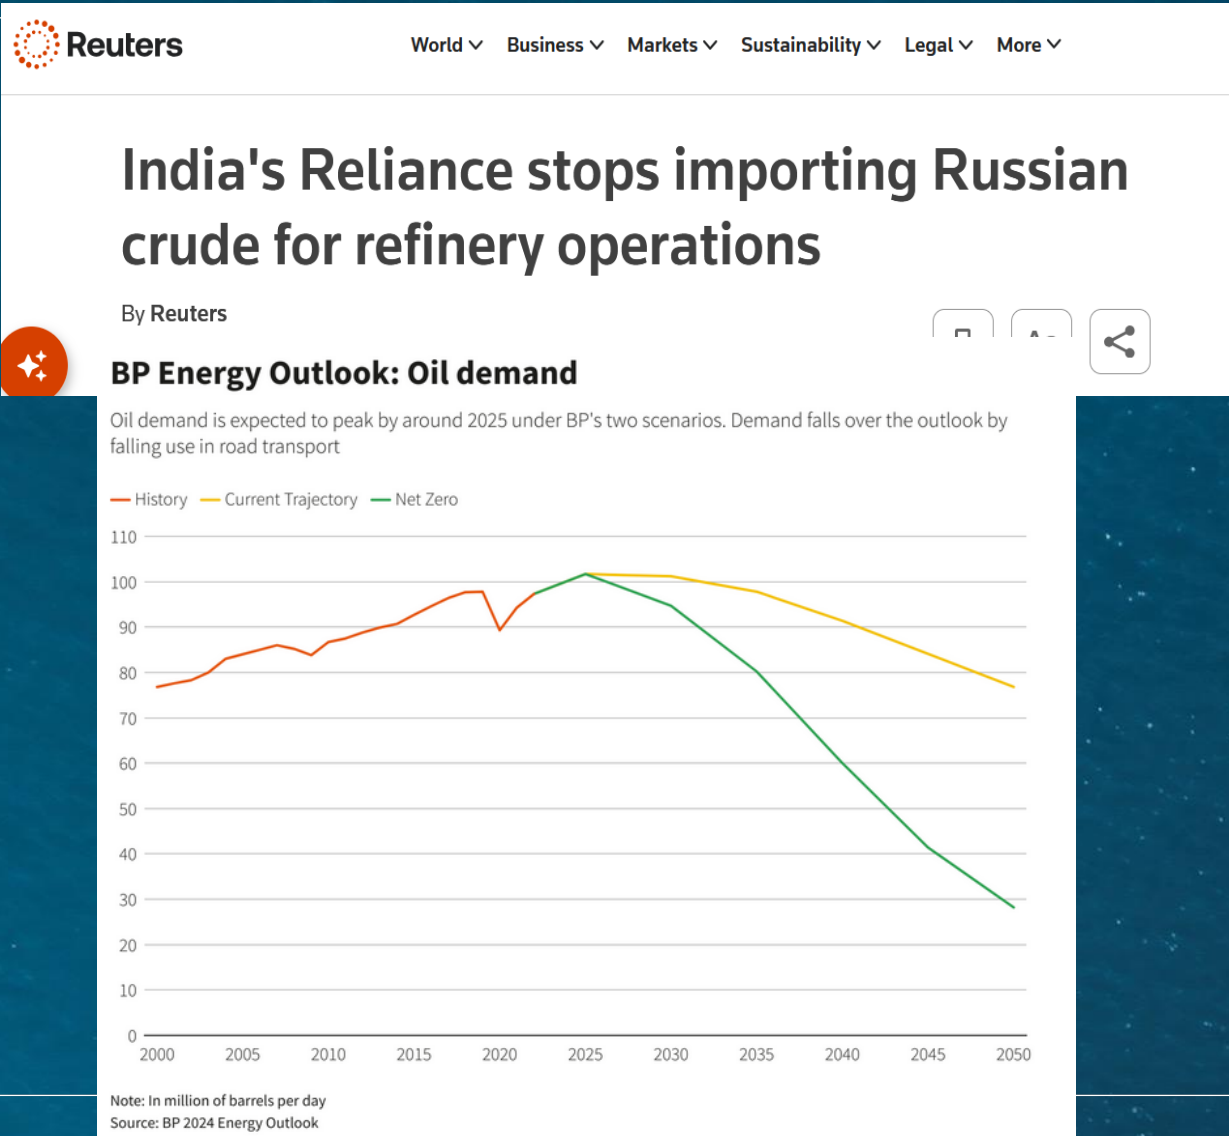 Reuters
World Business Markets Sustainability Legal More
India's Reliance stops importing Russian
crude for refinery operations
By Reuters
BP Energy Outlook: Oil demand
Oil demand is expected to peak by around 2025 under BP's two scenarios. Demand falls over the outlook by
falling use in road transport
History Current Trajectory Net Zero
110
100
90
80
70
60
50
40
30
20
10
0
2000 2005 2010 2015 2020 2025 2030 2035 2040 2045 2050
Note: In million of barrels per day
Source: BP 2024 Energy Outlook